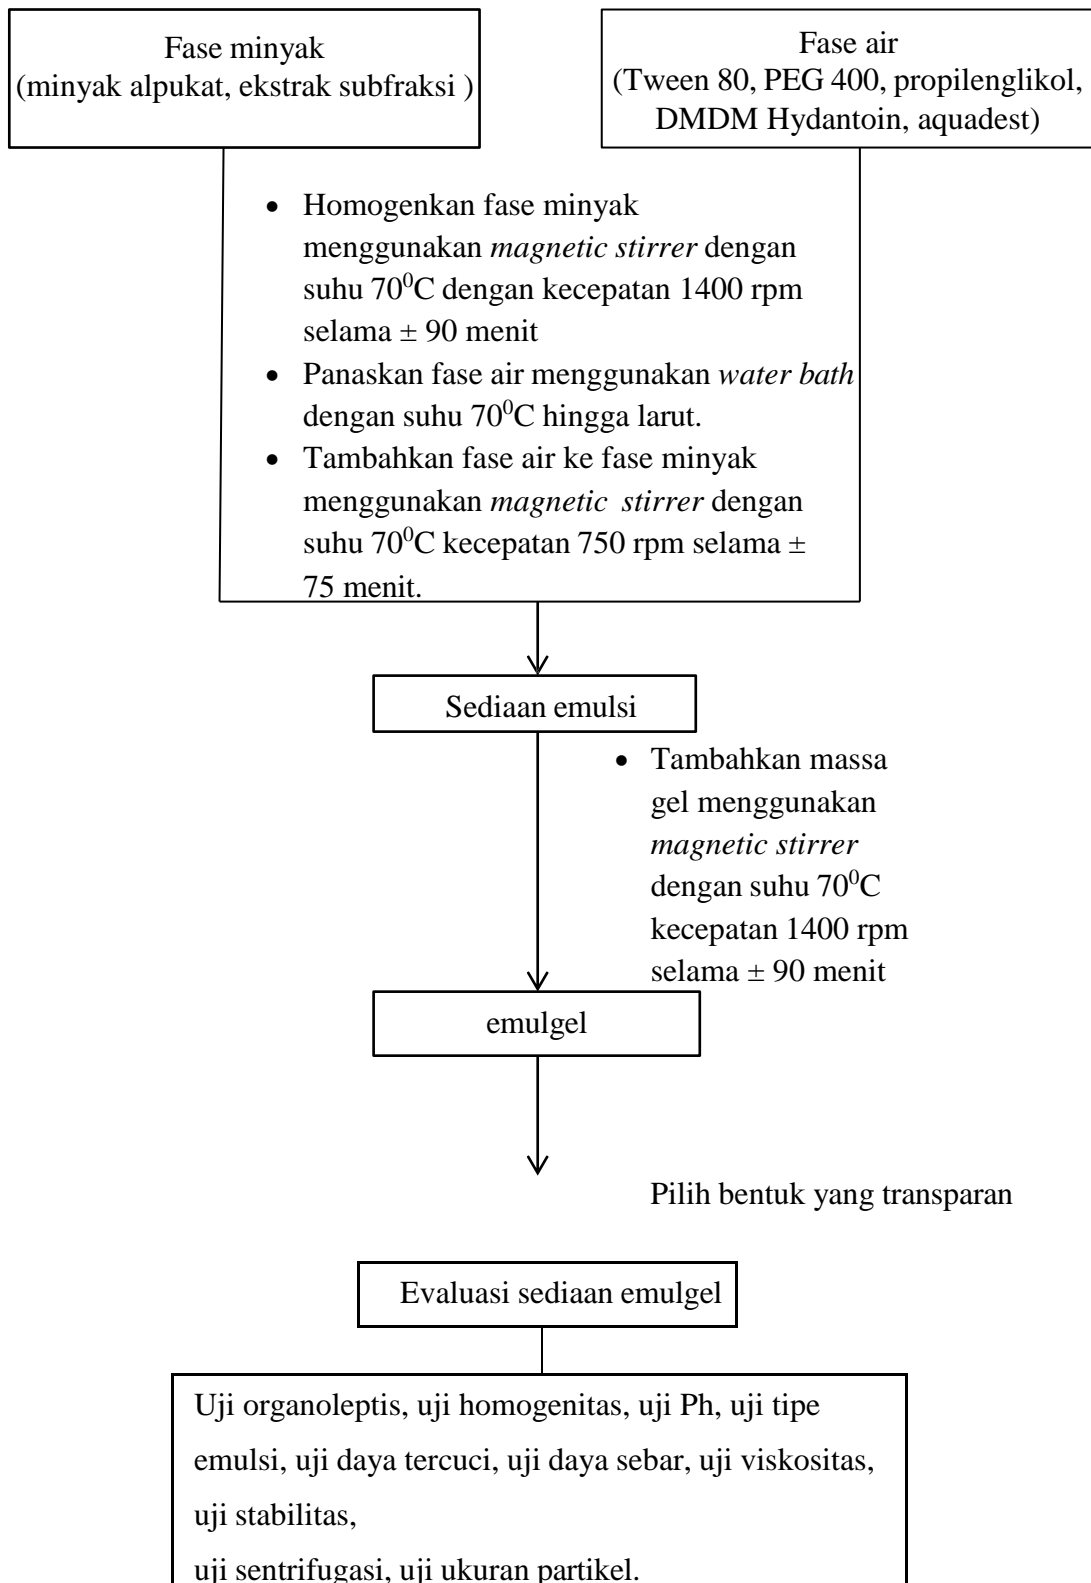 Fase minyak
(minyak alpukat, ekstrak subfraksi )
Fase air
(Tween 80, PEG 400, propilenglikol,
DMDM Hydantoin, aquadest)
• Homogenkan fase minyak
menggunakan magnetic stirrer dengan
suhu 70⁰C dengan kecepatan 1400 rpm
selama ± 90 menit
• Panaskan fase air menggunakan water bath
dengan suhu 70⁰C hingga larut.
• Tambahkan fase air ke fase minyak
menggunakan magnetic stirrer dengan
suhu 70⁰C kecepatan 750 rpm selama ±
75 menit.
Sediaan emulsi
• Tambahkan massa
gel menggunakan
magnetic stirrer
dengan suhu 70⁰C
kecepatan 1400 rpm
selama ± 90 menit
emulgel
Pilih bentuk yang transparan
Evaluasi sediaan emulgel
Uji organoleptis, uji homogenitas, uji Ph, uji tipe
emulsi, uji daya tercuci, uji daya sebar, uji viskositas,
uji stabilitas,
uji sentrifugasi, uji ukuran partikel.